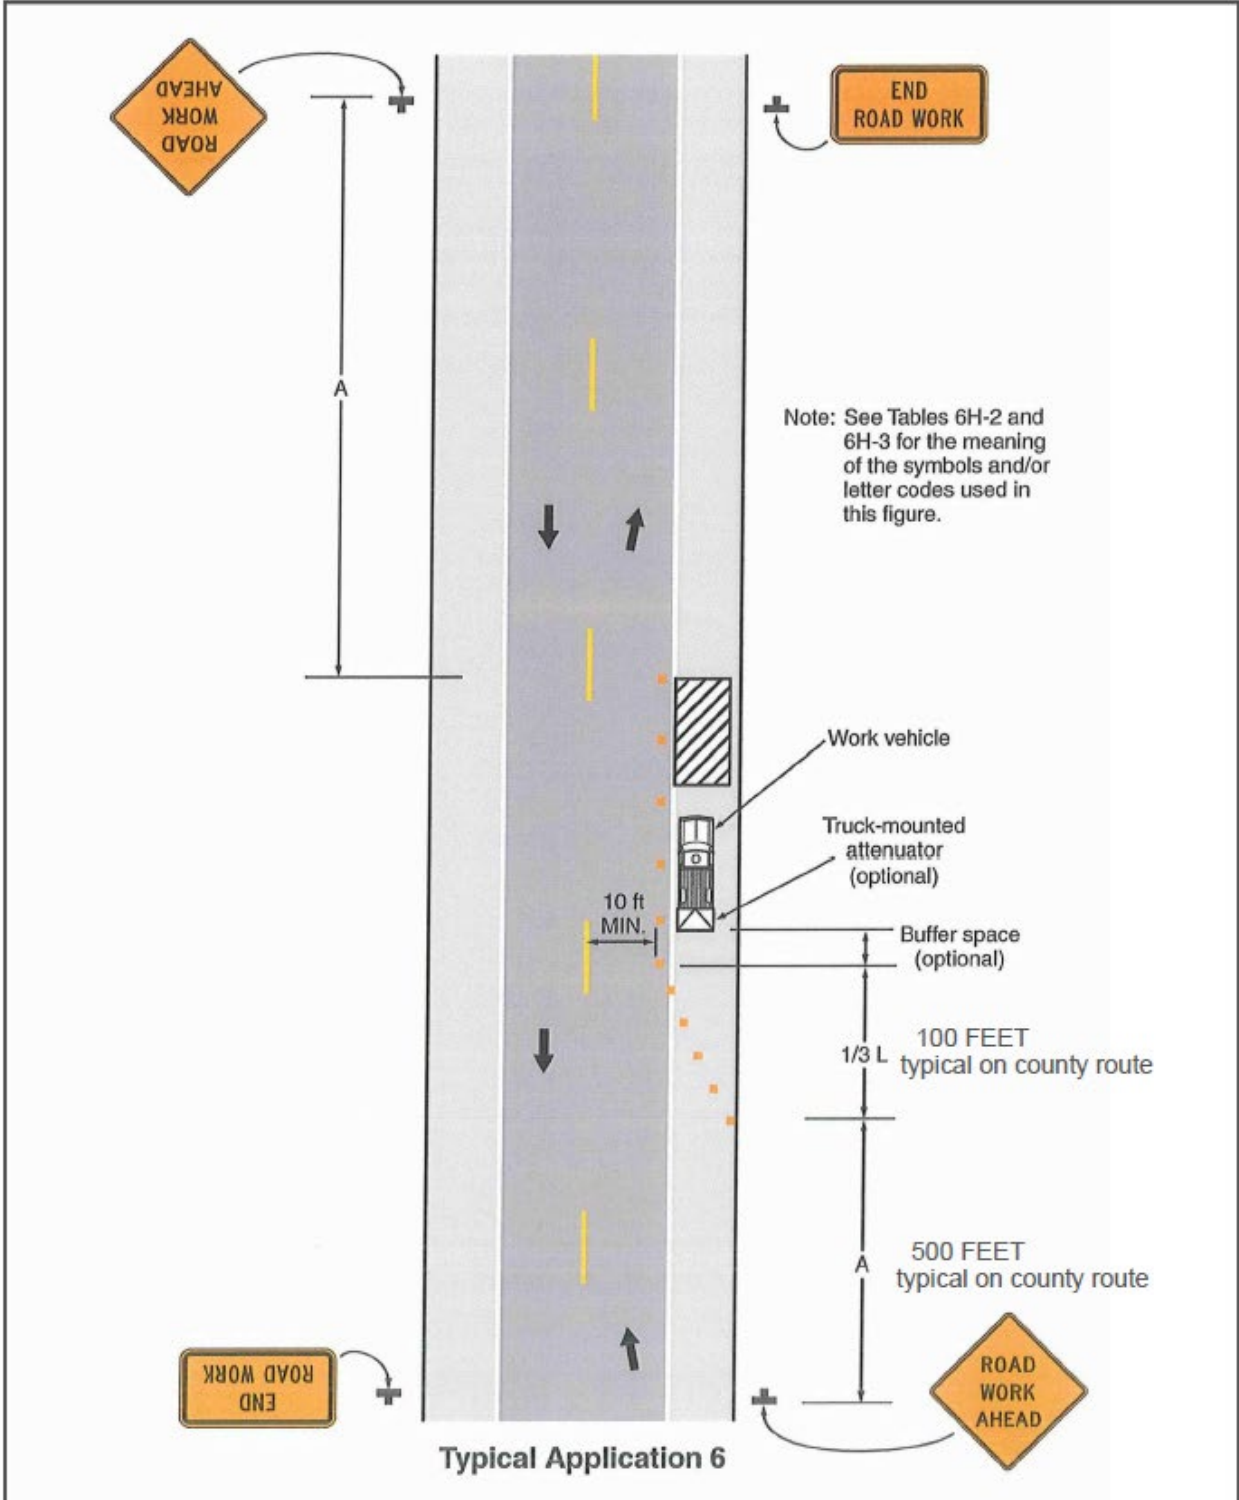 ROAD
WORK
AHEAD
END
ROAD WORK
A
Note: See Tables 6H-2 and
6H-3 for the meaning
of the symbols and/or
letter codes used in
this figure.
Work vehicle
Truck-mounted
attenuator
(optional)
10 ft
MIN.
Buffer space
(optional)
1/3 L
100 FEET
typical on county route
A
500 FEET
typical on county route
END
ROAD WORK
ROAD
WORK
AHEAD
Typical Application 6